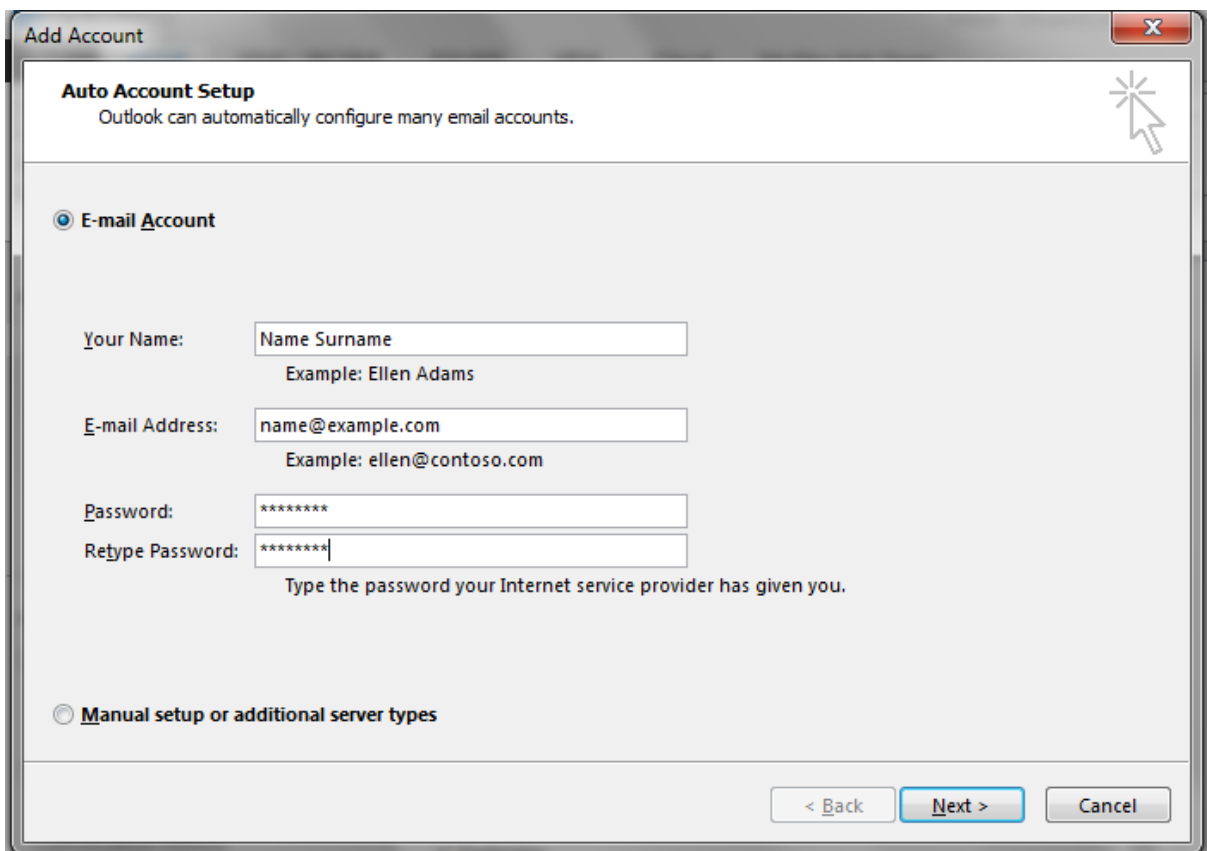 Add Account
X
Auto Account Setup
Outlook can automatically configure many email accounts.
E-mail Account
Your Name: Name Surname
Example: Ellen Adams
E-mail Address: name@example.com
Example: ellen@contoso.com
Password: ********
Retype Password: ********
Type the password your Internet service provider has given you.
Manual setup or additional server types
< Back Next > Cancel